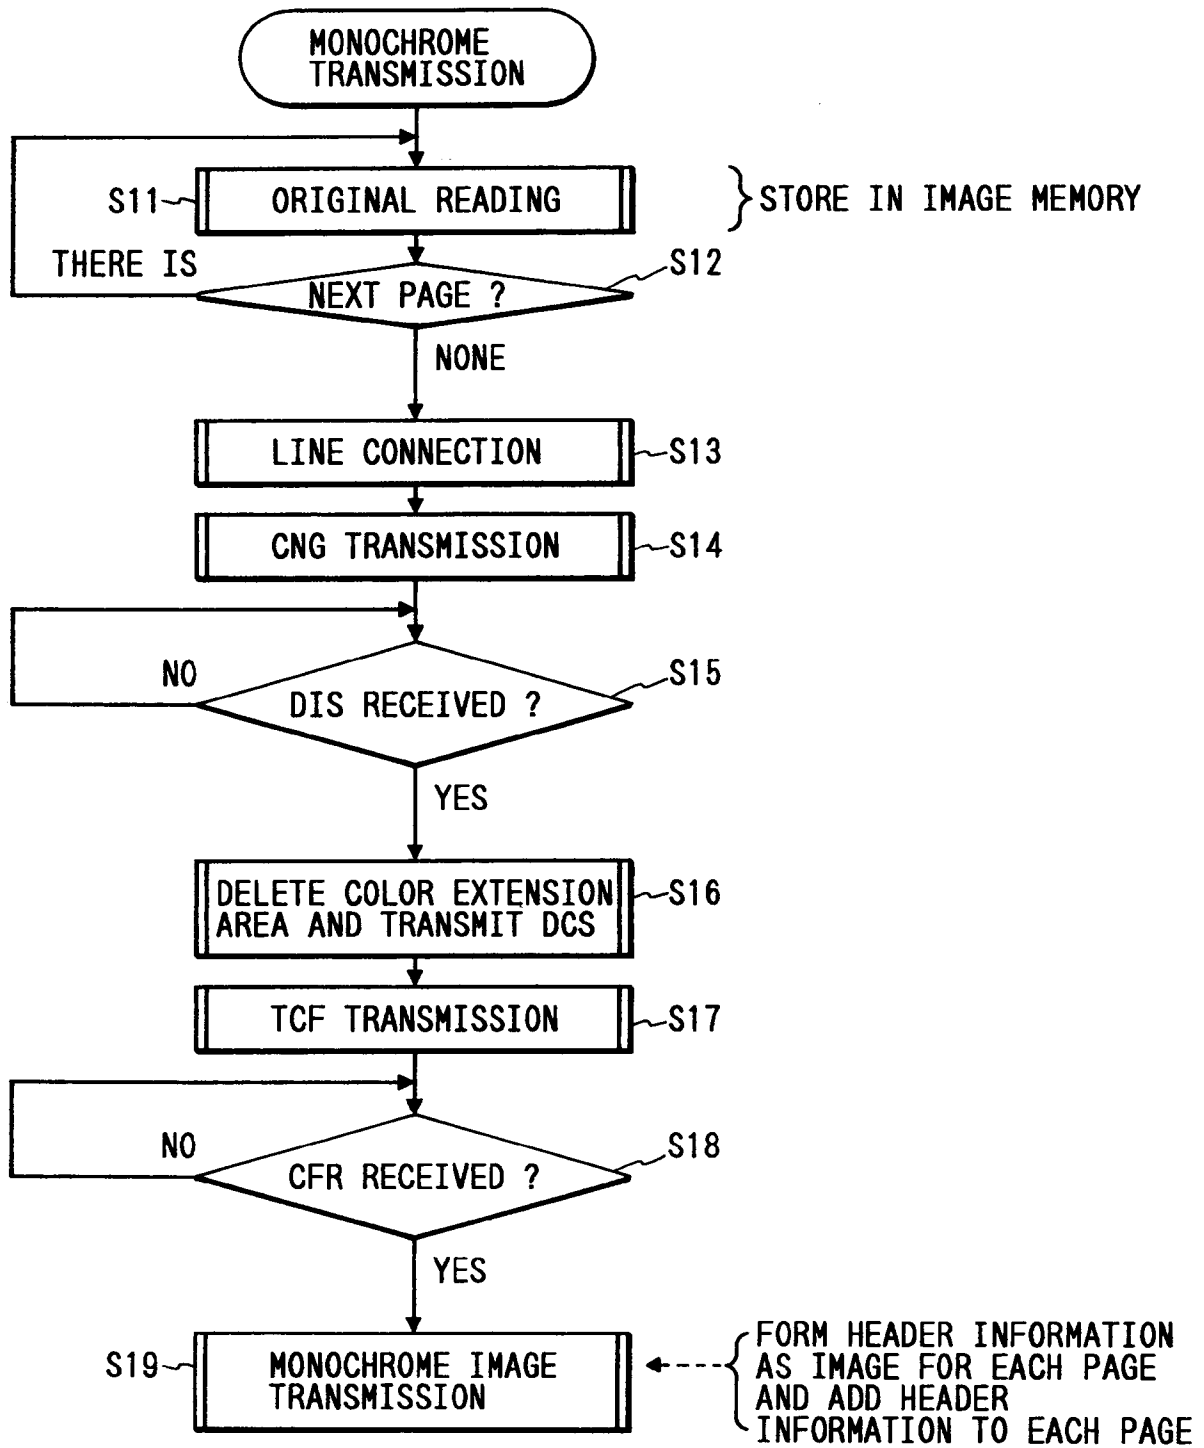 MONOCHROME
TRANSMISSION
S11
ORIGINAL READING
STORE IN IMAGE MEMORY
THERE IS
S12
NEXT PAGE ?
NONE
LINE CONNECTION
S13
CNG TRANSMISSION
S14
NO
S15
DIS RECEIVED ?
YES
DELETE COLOR EXTENSION
AREA AND TRANSMIT DCS
S16
TCF TRANSMISSION
S17
NO
S18
CFR RECEIVED ?
YES
S19
MONOCHROME IMAGE
TRANSMISSION
FORM HEADER INFORMATION
AS IMAGE FOR EACH PAGE
AND ADD HEADER
INFORMATION TO EACH PAGE